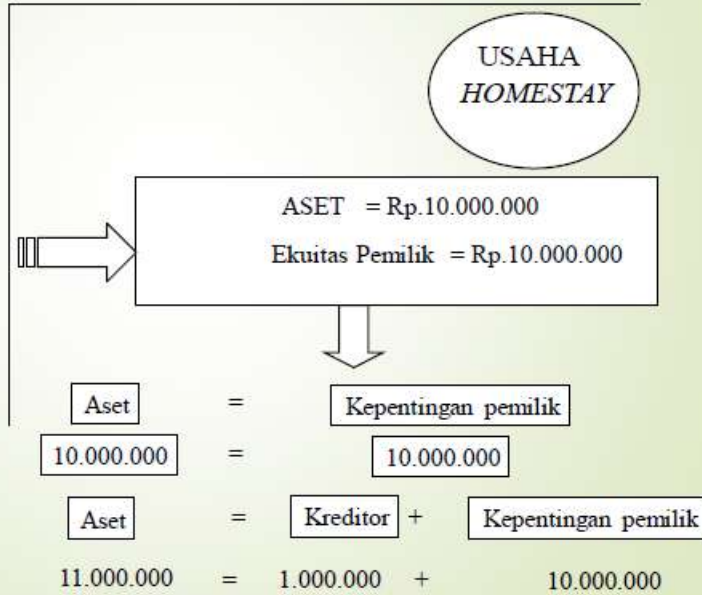 USAHA
HOMESTAY
ASET = Rp.10.000.000
Ekuitas Pemilik = Rp.10.000.000
Aset = Kepentingan pemilik
10.000.000 = 10.000.000
Aset = Kreditor + Kepentingan pemilik
11.000.000 = 1.000.000 + 10.000.000